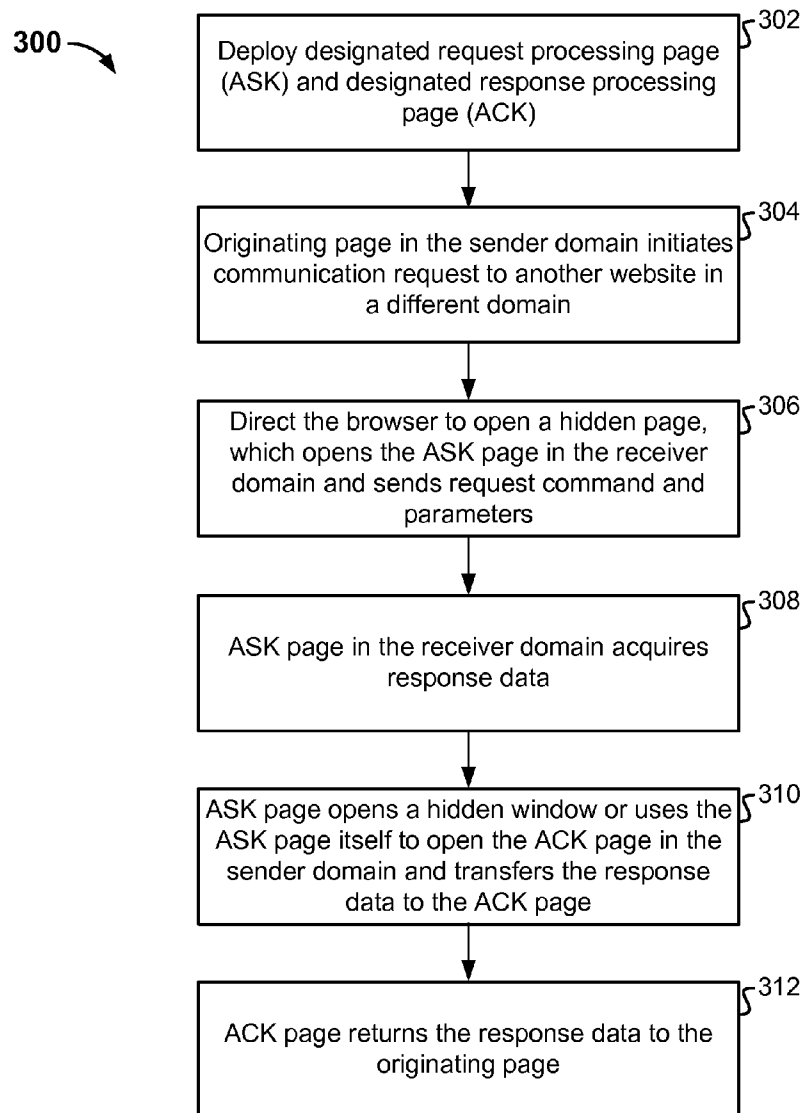 300
302
Deploy designated request processing page
(ASK) and designated response processing
page (ACK)
304
Originating page in the sender domain initiates
communication request to another website in
a different domain
306
Direct the browser to open a hidden page,
which opens the ASK page in the receiver
domain and sends request command and
parameters
308
ASK page in the receiver domain acquires
response data
310
ASK page opens a hidden window or uses the
ASK page itself to open the ACK page in the
sender domain and transfers the response
data to the ACK page
312
ACK page returns the response data to the
originating page